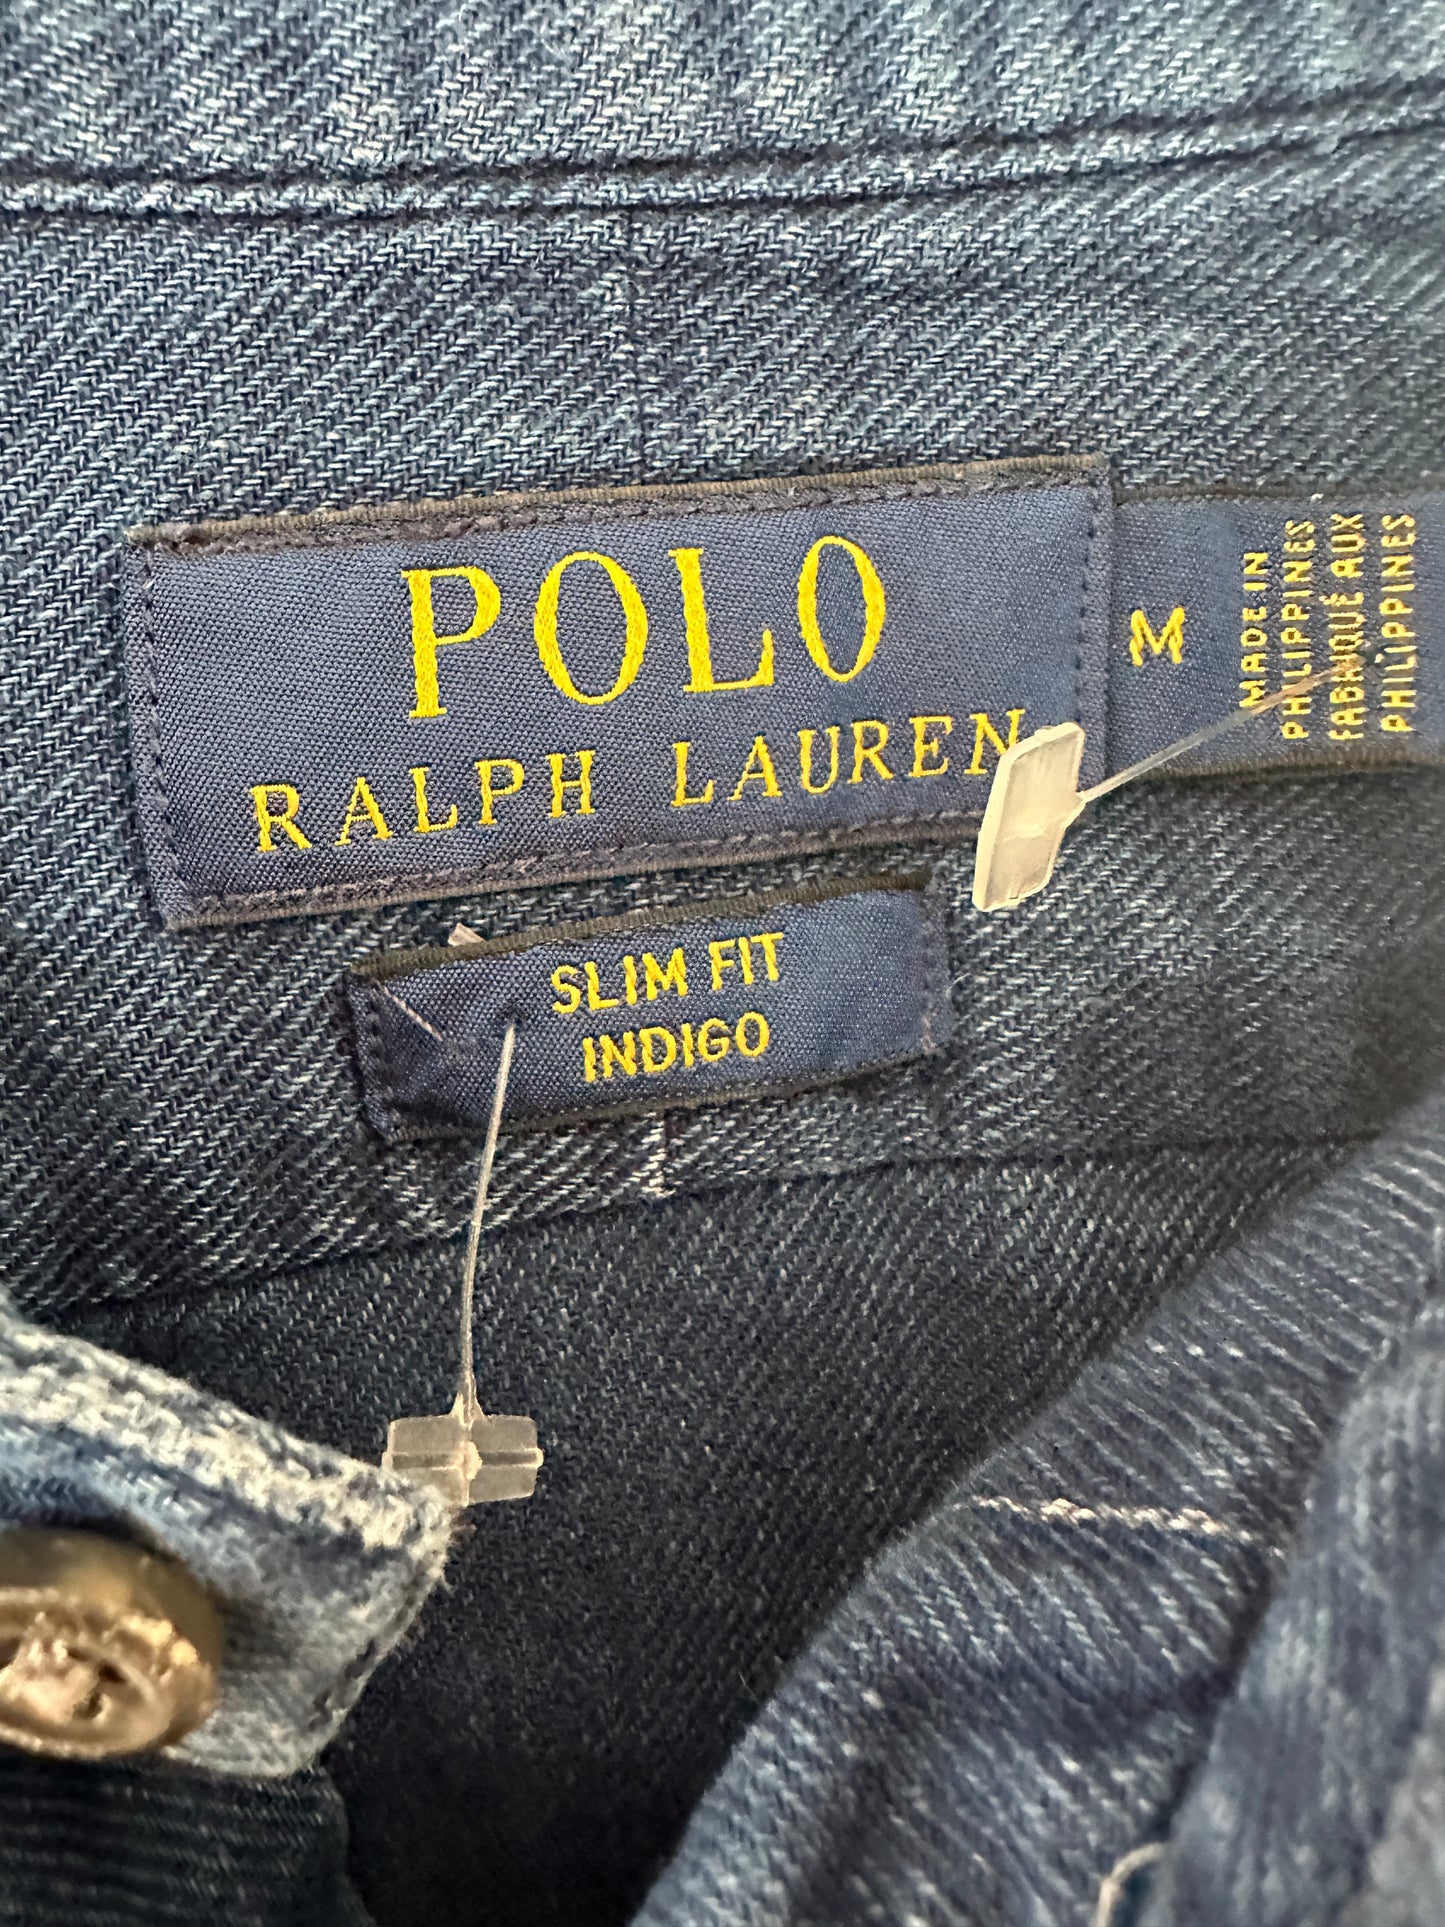 POLO
RALPH LAUREN
M
MADE IN
PHILIPPINES
FABRIQUÉ AUX
PHILIPPINES
SLIM FIT
INDIGO